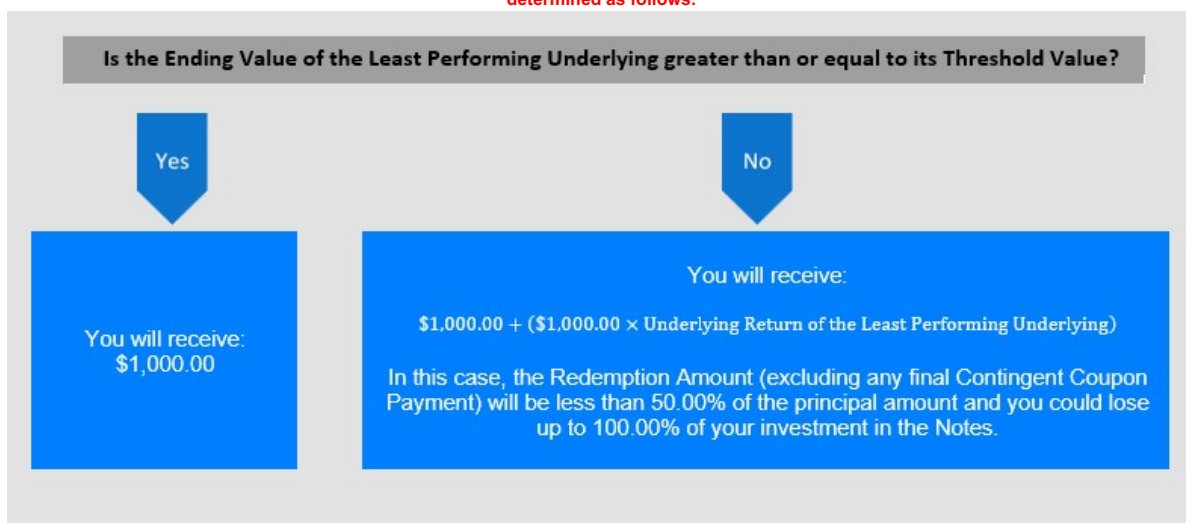 determined as follows:
Is the Ending Value of the Least Performing Underlying greater than or equal to its Threshold Value?
Yes
No
You will receive:
$1,000.00
You will receive:
$1,000.00 + ($1,000.00 × Underlying Return of the Least Performing Underlying)
In this case, the Redemption Amount (excluding any final Contingent Coupon
Payment) will be less than 50.00% of the principal amount and you could lose
up to 100.00% of your investment in the Notes.